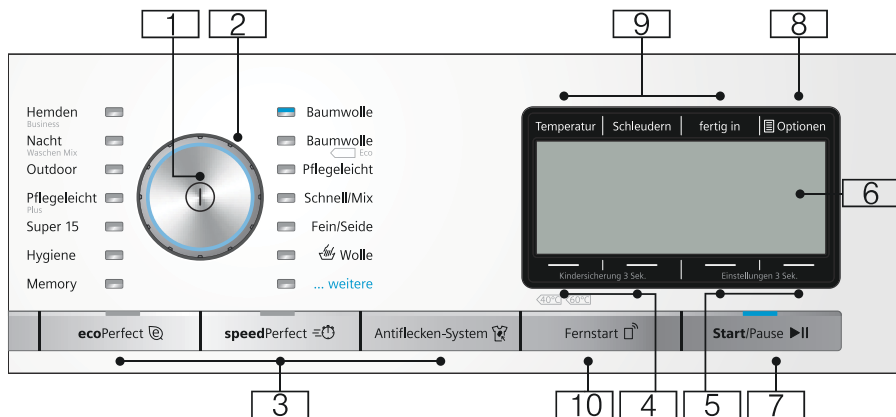 1 2 9 8
Hemden
Business
Nacht
Waschen Mix
Outdoor
Pflegeleicht
Plus
Super 15
Hygiene
Memory
Baumwolle
Baumwolle
Eco
Pflegeleicht
Schnell/Mix
Fein/Seide
Wolle
... weitere
Temperatur Schleudern fertig in Optionen
6
Kindersicherung 3 Sek. Einstellungen 3 Sek.
40°C 60°C
ecoPerfect e speedPerfect Antiflecken-System Fernstart Start/Pause
3 10 4 5 7